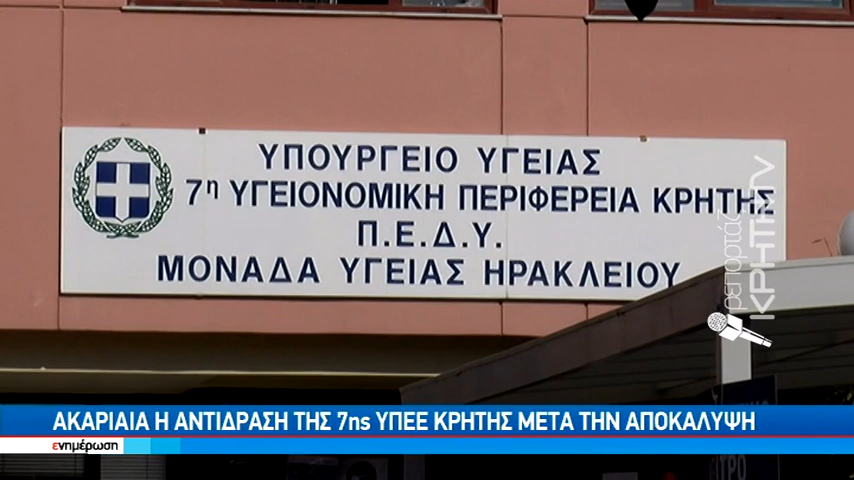 ΥΠΟΥΡΓΕΙΟ ΥΓΕΙΑΣ
7η ΥΓΕΙΟΝΟΜΙΚΗ ΠΕΡΙΦΕΡΕΙΑ ΚΡΗΤΗΣ
Π.Ε.Δ.Υ.
ΜΟΝΑΔΑ ΥΓΕΙΑΣ ΗΡΑΚΛΕΙΟΥ
ρεπορτάζ
ΚΡΗΤΗ TV
ΑΚΑΡΙΑΙΑ Η ΑΝΤΙΔΡΑΣΗ ΤΗΣ 7ης ΥΠΕΕ ΚΡΗΤΗΣ ΜΕΤΑ ΤΗΝ ΑΠΟΚΑΛΥΨΗ
ενημέρωση